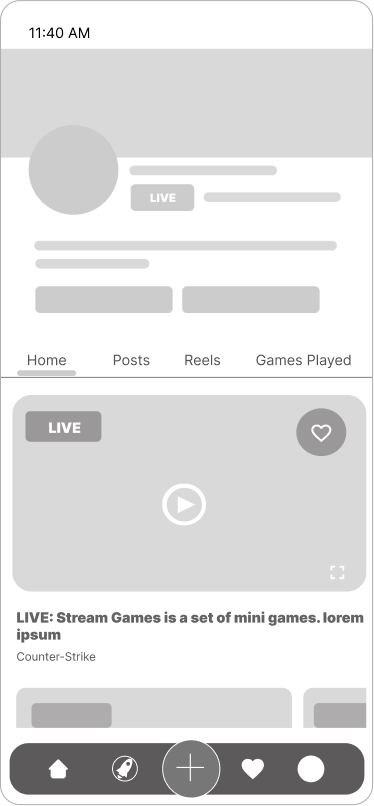 11:40 AM
LIVE
Home Posts Reels Games Played
LIVE
LIVE: Stream Games is a set of mini games. lorem
ipsum
Counter-Strike